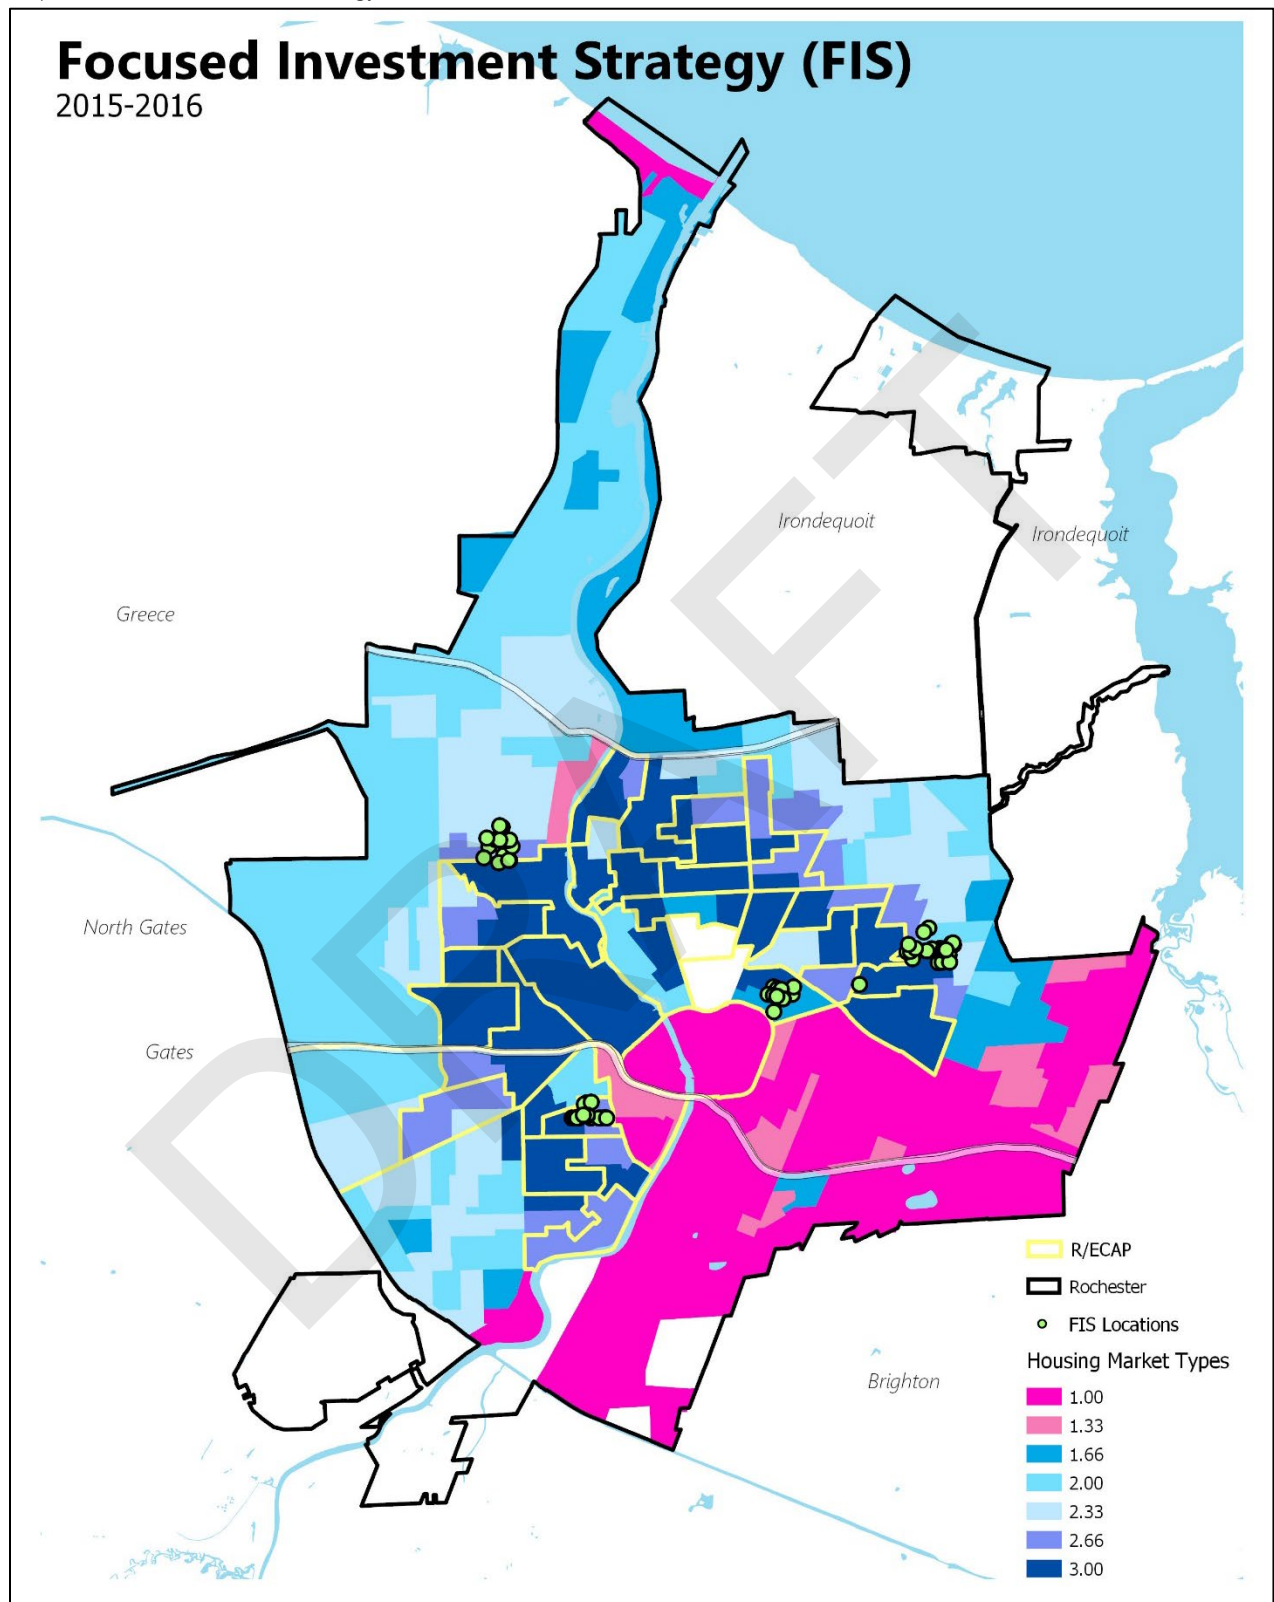 Focused Investment Strategy (FIS)
2015-2016
Irondequoit
Irondequoit
Greece
North Gates
Gates
Brighton
DRAFT
R/ECAP
Rochester
FIS Locations
Housing Market Types
1.00
1.33
1.66
2.00
2.33
2.66
3.00